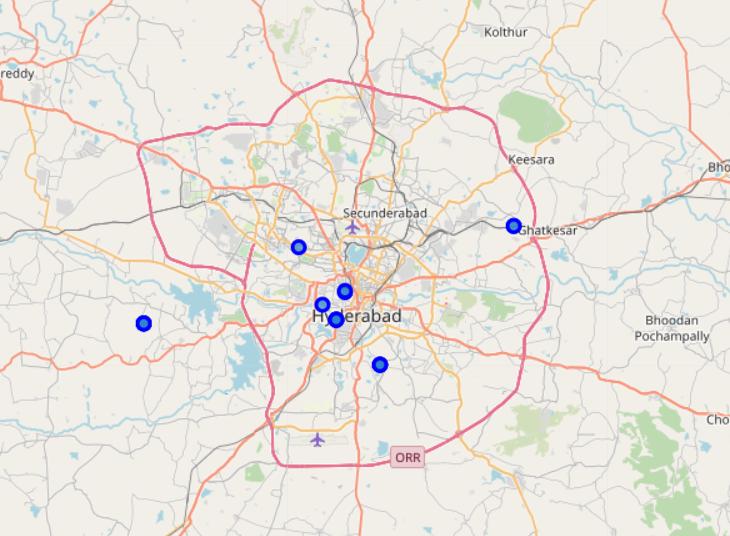 Kolthur
reddy
Keesara
Bho
Secunderabad
Ghatkesar
Hyderabad
Bhoodan
Pochampally
Cho
ORR